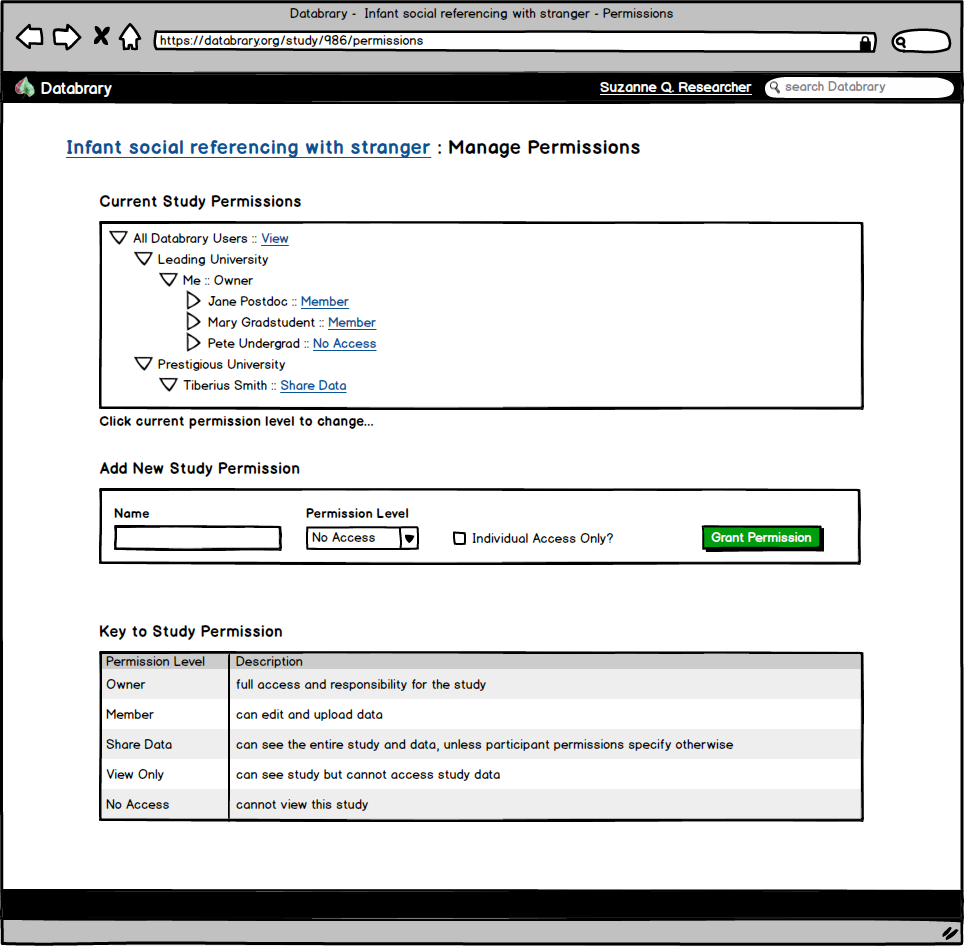 Databrary -  Infant social referencing with stranger - Permissions
https://databrary.org/study/986/permissions
Databrary
Suzanne Q. Researcher
search Databrary
Infant social referencing with stranger : Manage Permissions
Current Study Permissions
All Databrary Users :: View
Leading University
Me :: Owner
Jane Postdoc :: Member
Mary Gradstudent :: Member
Pete Undergrad :: No Access
Prestigious University
Tiberius Smith :: Share Data
Click current permission level to change...
Add New Study Permission
Name Permission Level
No Access Individual Access Only? Grant Permission
Key to Study Permission
Permission Level Description
Owner full access and responsibility for the study
Member can edit and upload data
Share Data can see the entire study and data, unless participant permissions specify otherwise
View Only can see study but cannot access study data
No Access cannot view this study